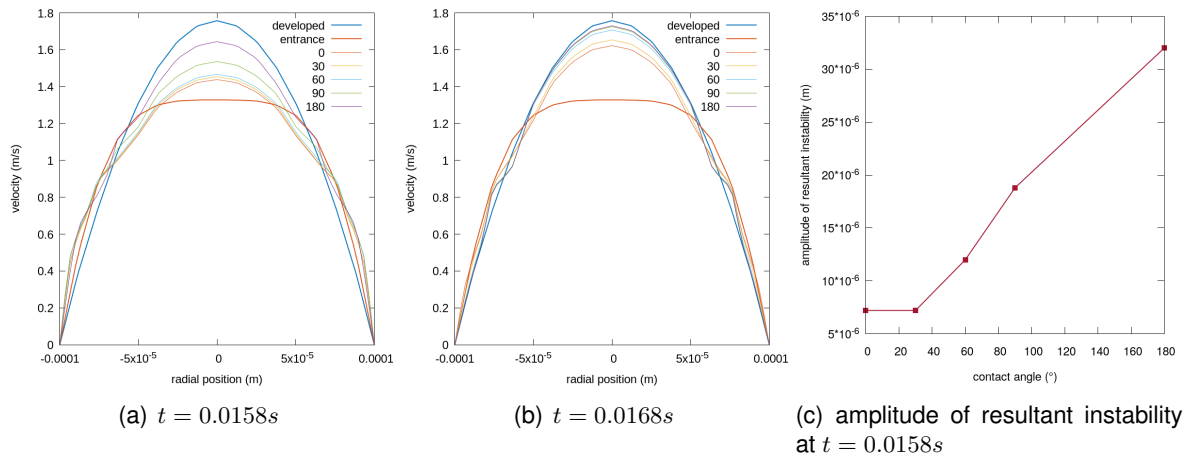 1.8
1.6
1.4
1.2
1
0.8
0.6
0.4
0.2
0
-0.0001
-5x10-5
0
5x10-5
0.0001
velocity (m/s)
radial position (m)
developed
entrance
0
30
60
90
180
(a) t = 0.0158s
1.8
1.6
1.4
1.2
1
0.8
0.6
0.4
0.2
0
-0.0001
-5x10-5
0
5x10-5
0.0001
velocity (m/s)
radial position (m)
developed
entrance
0
30
60
90
180
(b) t = 0.0168s
35*10-6
35*10-6
25*10-6
20*10-6
15*10-6
10*10-6
5*10-6
0 20 40 60 80 100 120 140 160 180
amplitude of resultant instability (m)
contact angle (°)
(c) amplitude of resultant instability
at t = 0.0158s